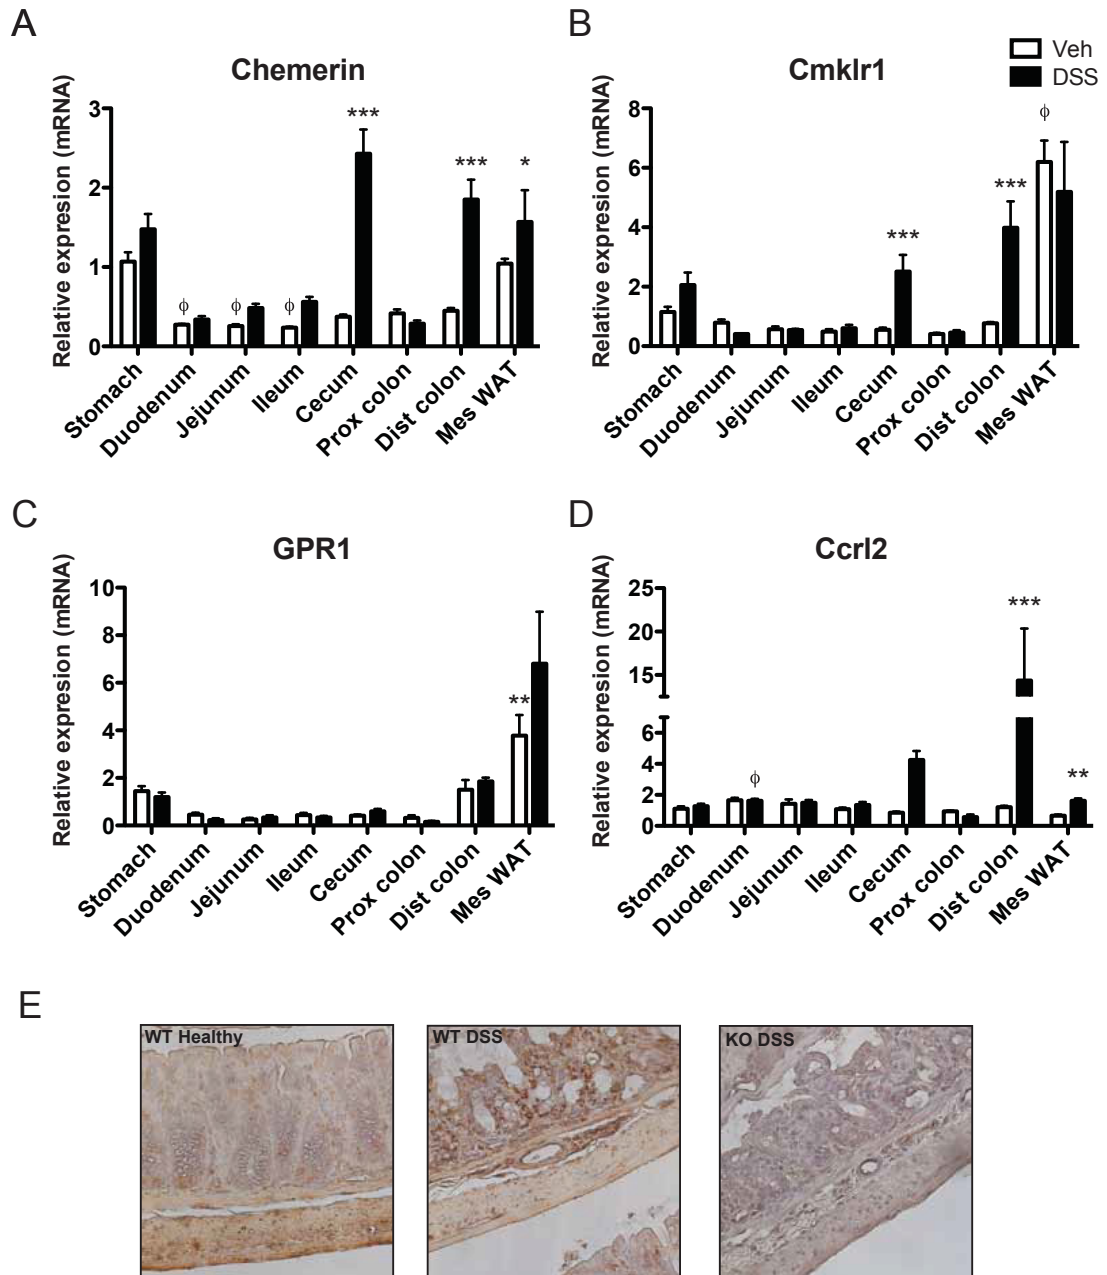 A
B
Veh
DSS
Chemerin
Cmklr1
Relative expresion (mRNA)
3
2
1
0
***
***
*
ϕ
ϕ
ϕ
Stomach
Duodenum
Jejunum
Ileum
Cecum
Prox colon
Dist colon
Mes WAT
Relative expresion (mRNA)
8
6
4
2
0
***
***
ϕ
Stomach
Duodenum
Jejunum
Ileum
Cecum
Prox colon
Dist colon
Mes WAT
C
D
GPR1
Ccrl2
Relative expresion (mRNA)
10
8
6
4
2
0
**
Stomach
Duodenum
Jejunum
Ileum
Cecum
Prox colon
Dist colon
Mes WAT
Relative expresion (mRNA)
25
20
15
6
4
2
0
ϕ
***
**
Stomach
Duodenum
Jejunum
Ileum
Cecum
Prox colon
Dist colon
Mes WAT
E
WT Healthy
WT DSS
KO DSS